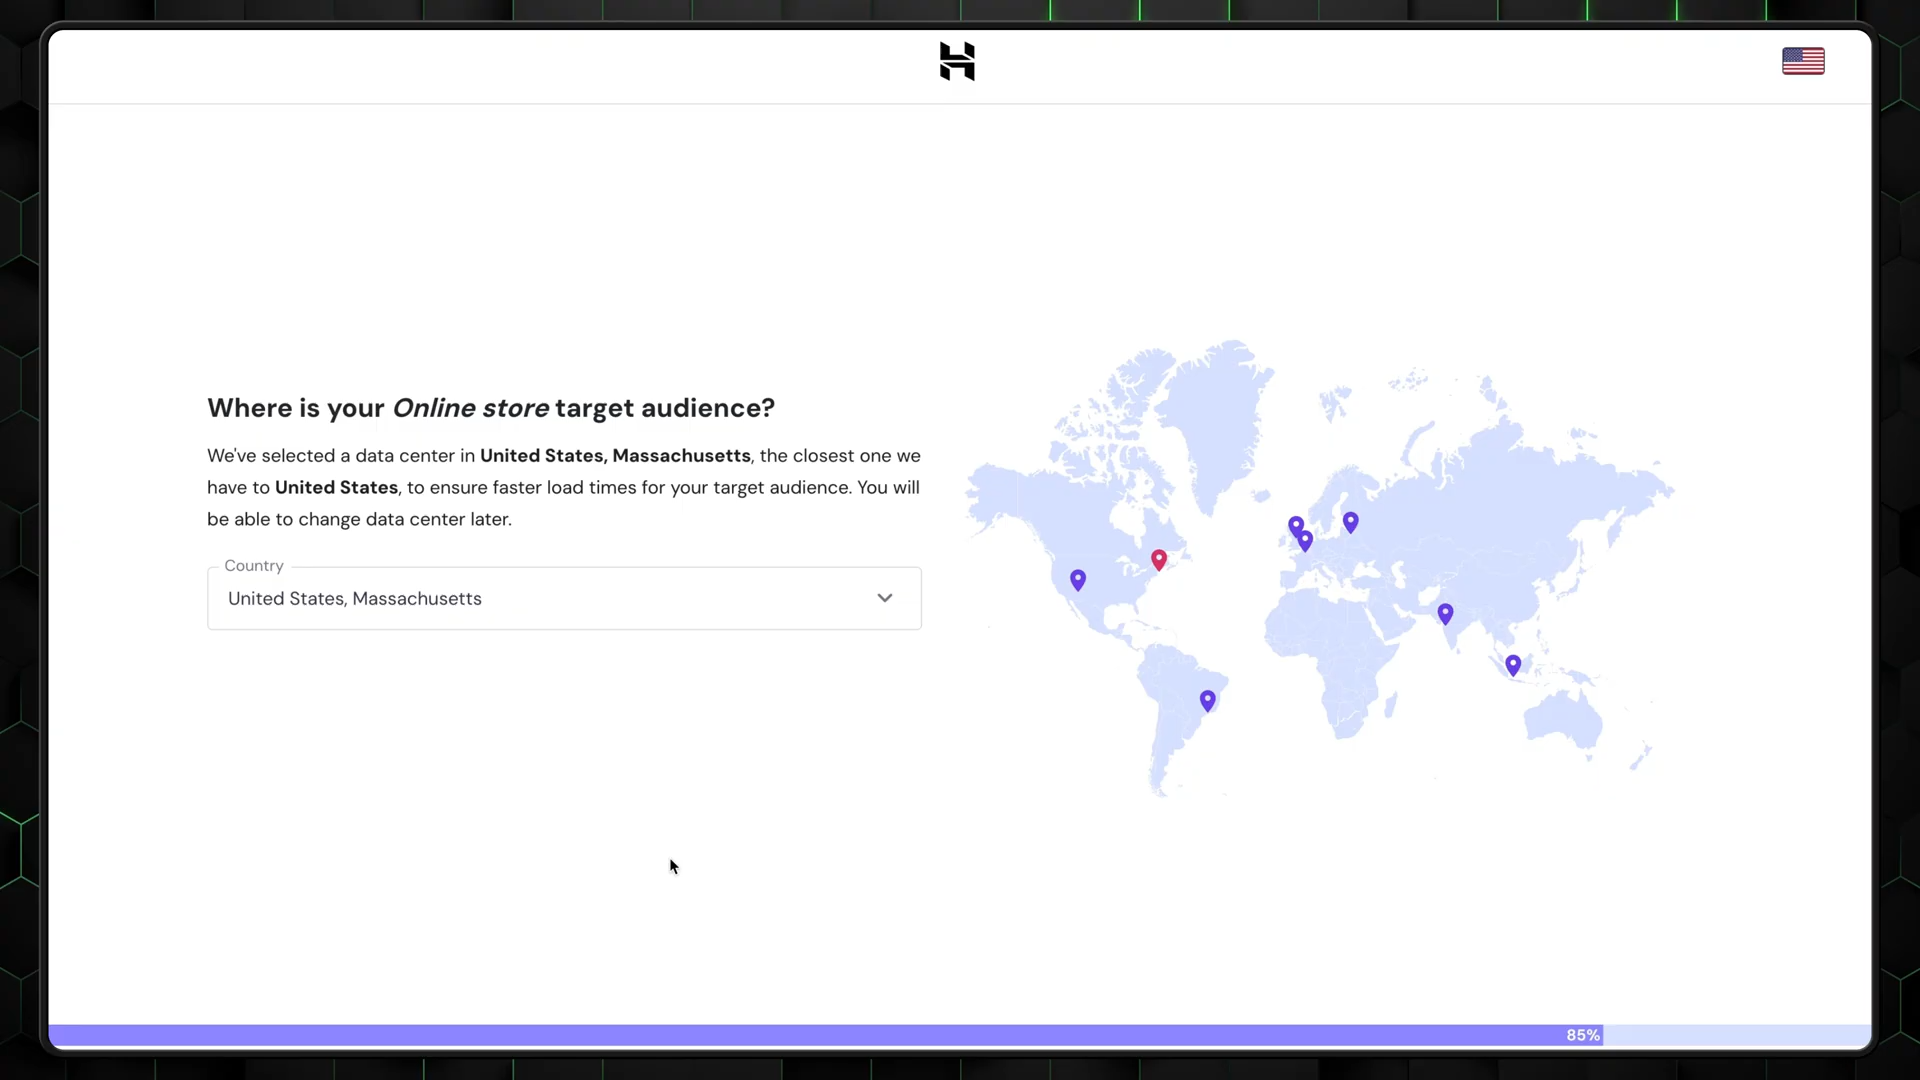 Where is your Online store target audience?
We've selected a data center in United States, Massachusetts, the closest one we
have to United States, to ensure faster load times for your target audience. You will
be able to change data center later.
Country
United States, Massachusetts
85%